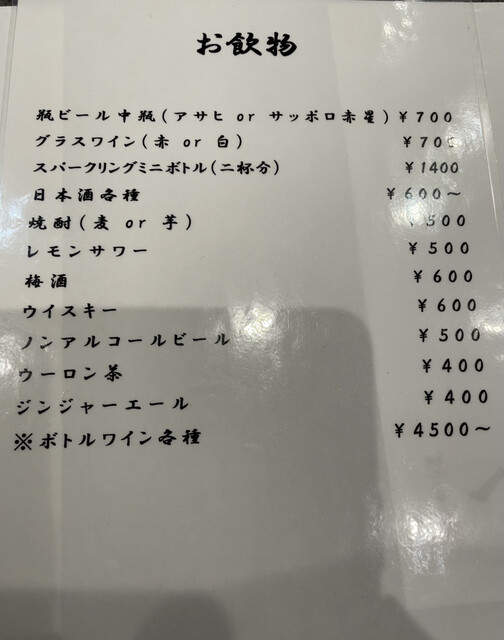 お飲物
瓶ビール中瓶(アサヒ or サッポロ赤星) ¥700
グラスワイン(赤 or 白) ¥700
スパークリングミニボトル(二杯分) ¥1400
日本酒各種 ¥600～
焼酎(麦 or 芋) ¥500
レモンサワー ¥500
梅酒 ¥600
ウイスキー ¥600
ノンアルコールビール ¥500
ウーロン茶 ¥400
ジンジャーエール ¥400
※ボトルワイン各種 ¥4500～